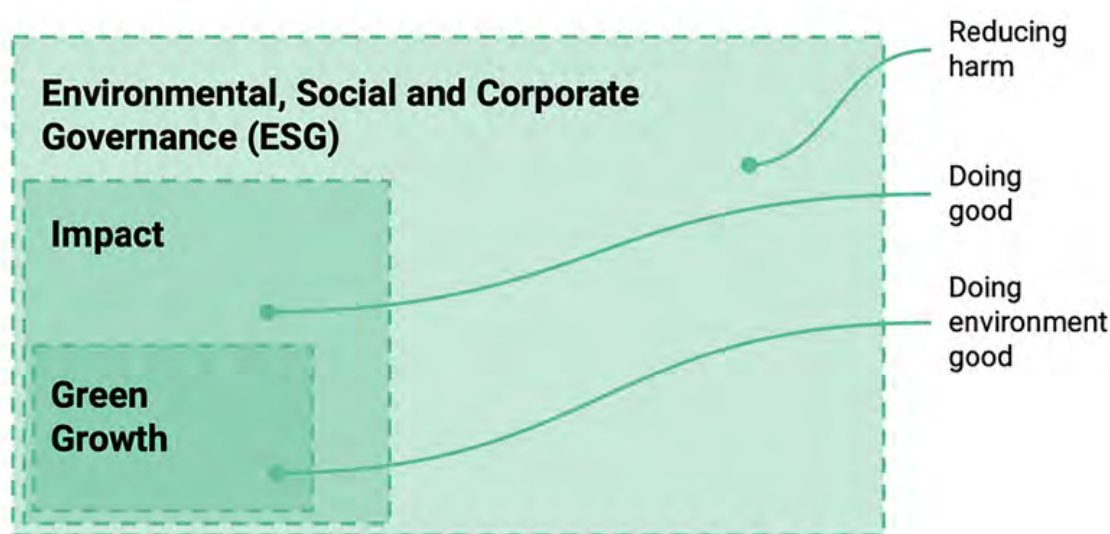 Environmental, Social and Corporate
Governance (ESG)
Impact
Green
Growth
Reducing
harm
Doing
good
Doing
environment
good